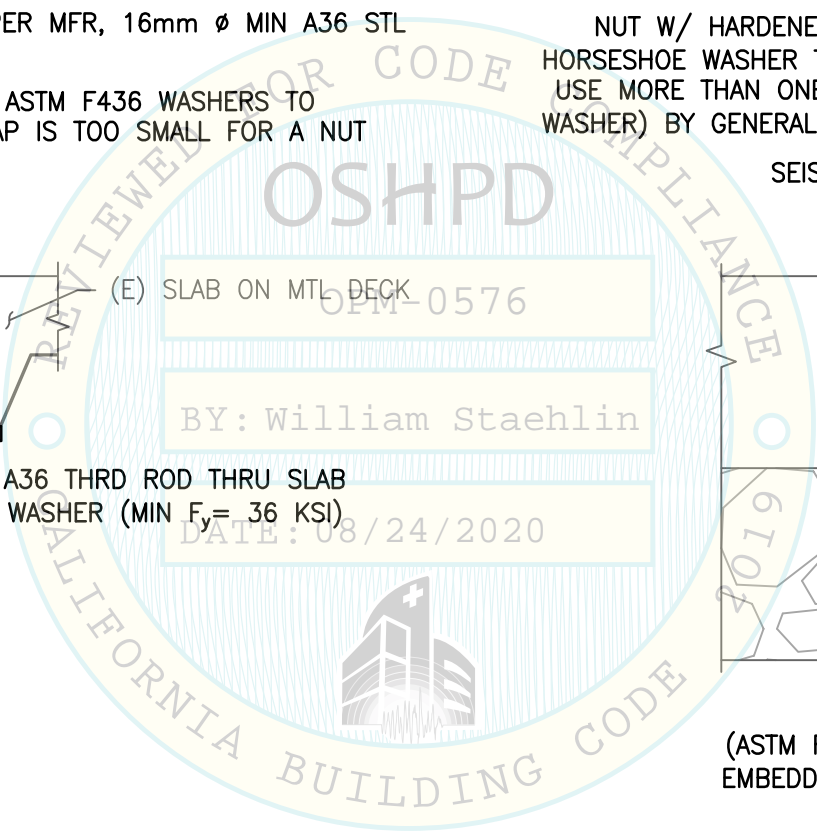 PER MFR, 16mm ø MIN A36 STL
ASTM F436 WASHERS TO
AP IS TOO SMALL FOR A NUT
NUT W/ HARDENE
HORSESHOE WASHER
USE MORE THAN ONE
WASHER) BY GENERAL
SEIS
REVIEWED FOR CODE COMPLIANCE
OSHPD
(E) SLAB ON MTL DECK
OPM-0576
BY: William Staehlin
A36 THRD ROD THRU SLAB
WASHER (MIN Fy= 36 KSI)
DATE: 08/24/2020
CALIFORNIA BUILDING CODE 2019
(ASTM
EMBEDD